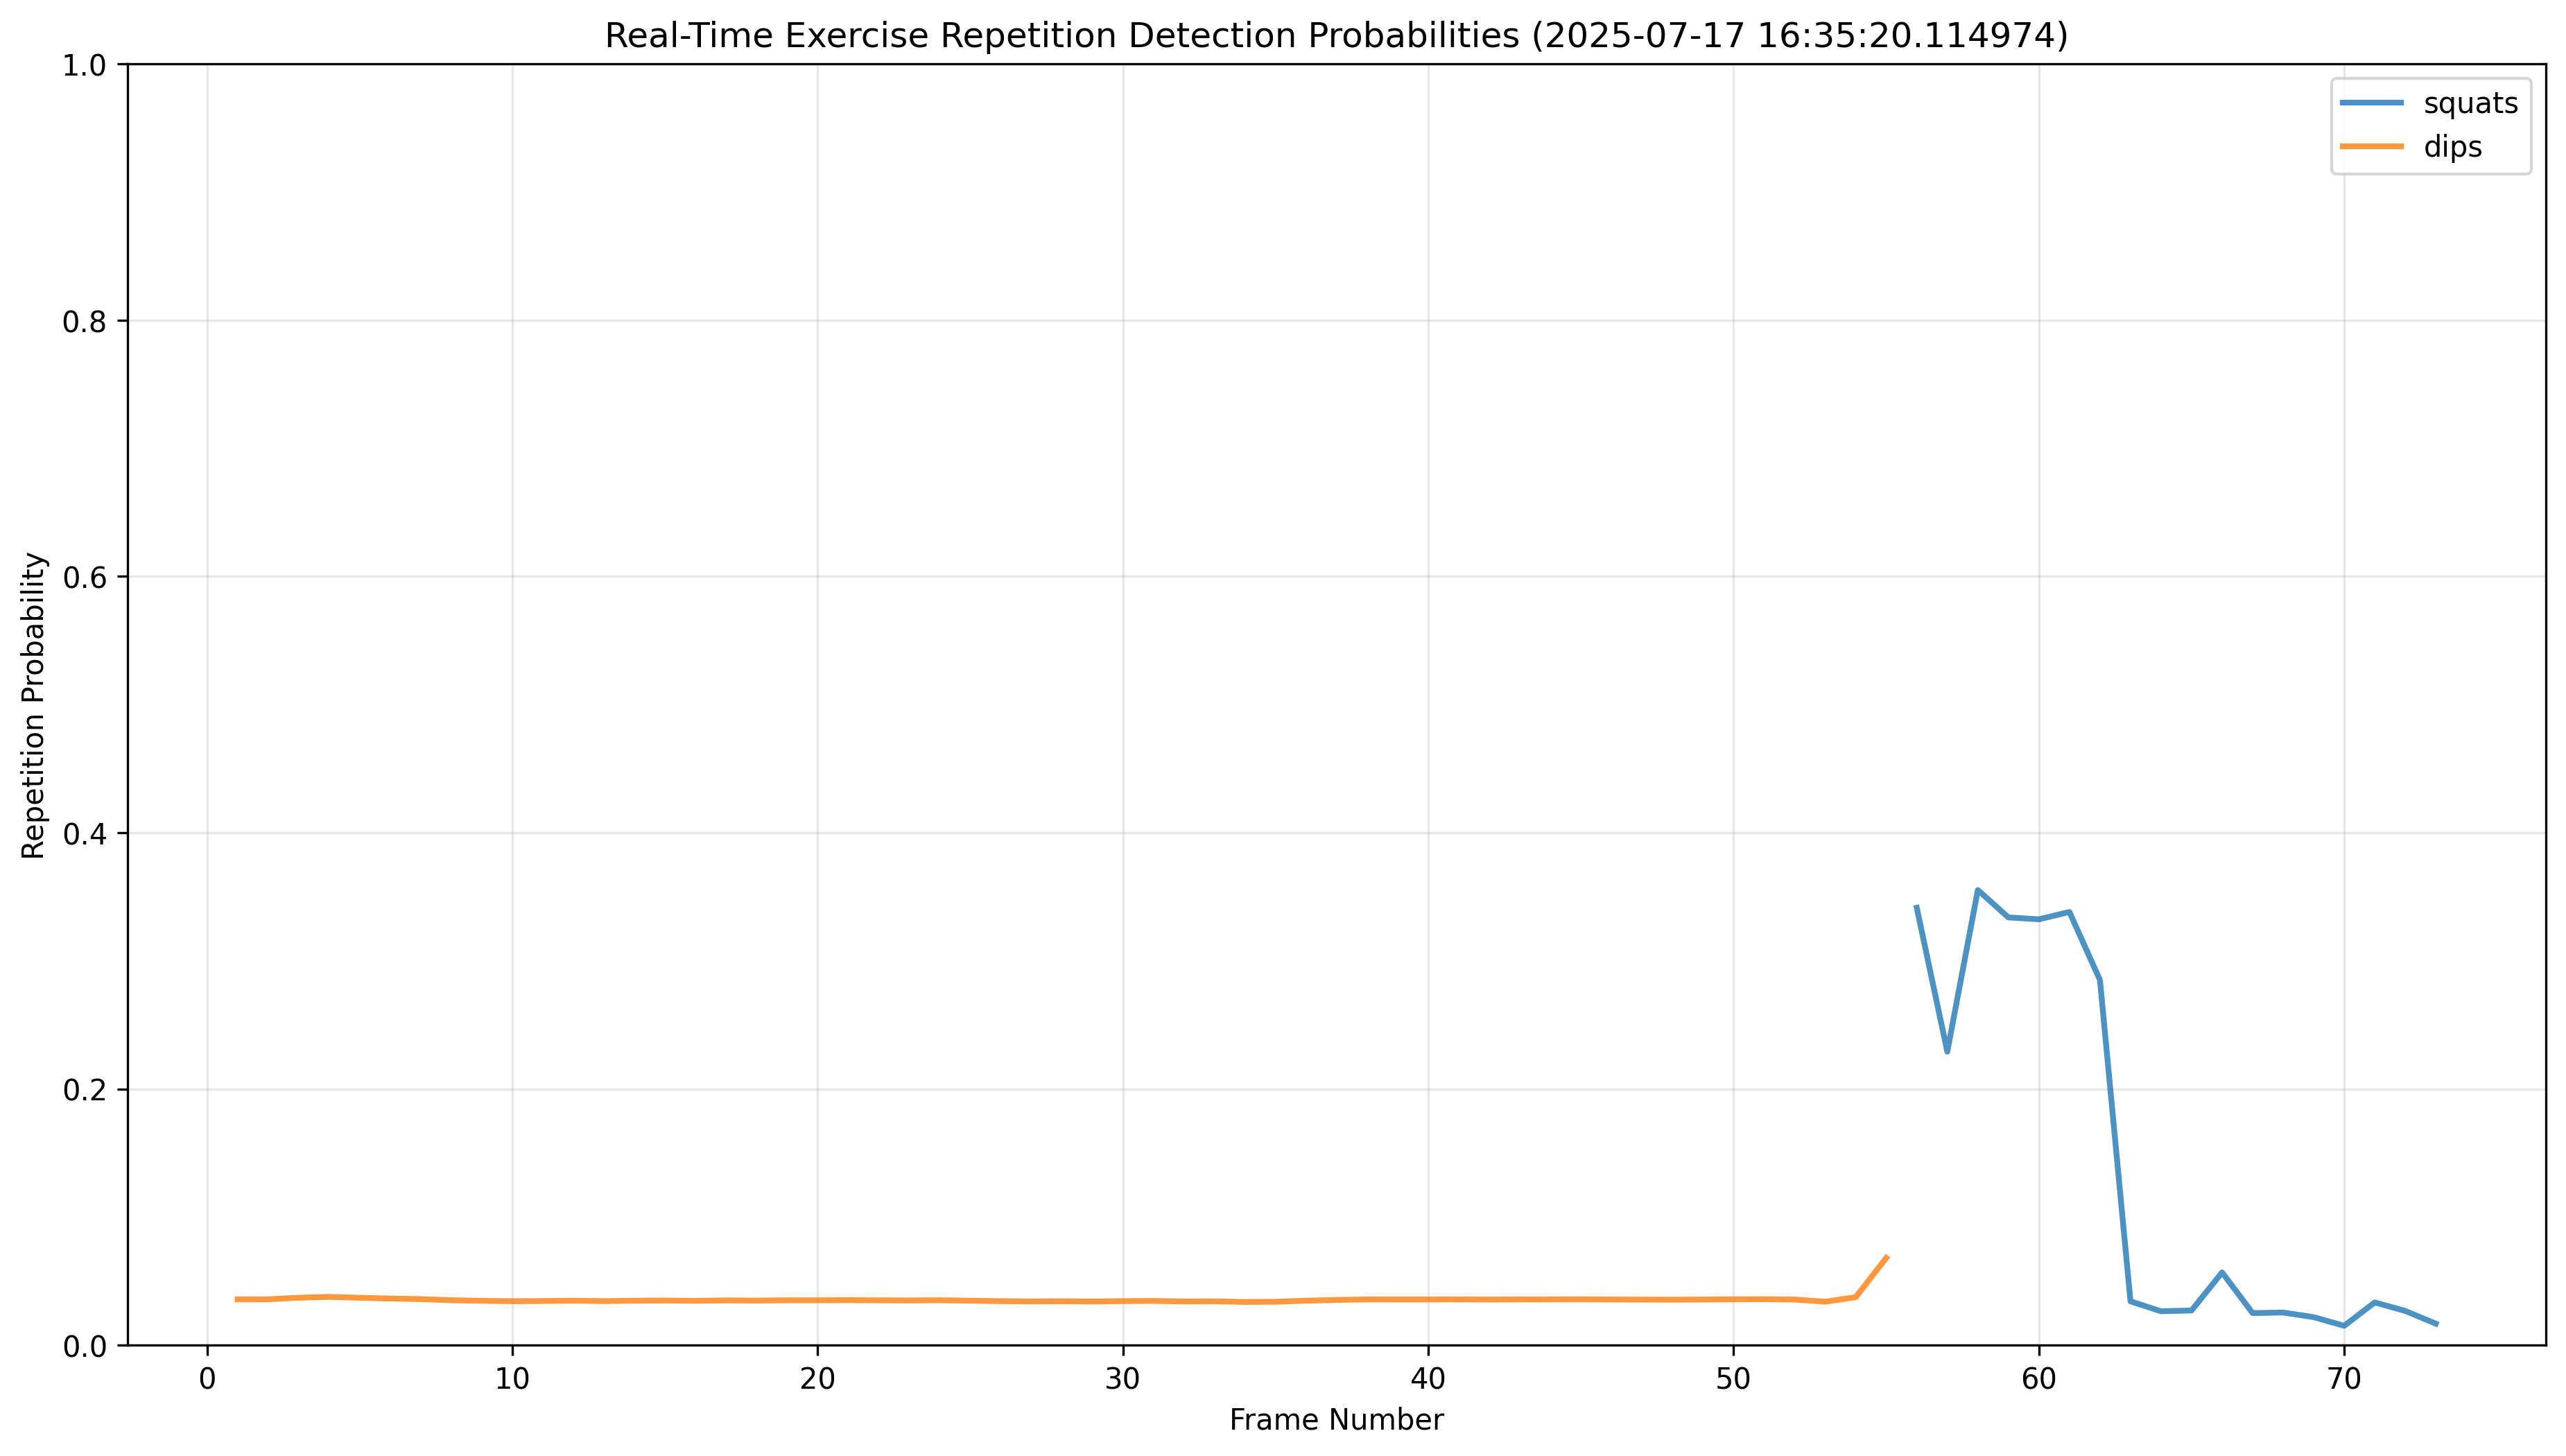 Real-Time Exercise Repetition Detection Probabilities (2025-07-17 16:35:20.114974)
squats
dips
Repetition Probability
1.0
0.8
0.6
0.4
0.2
0.0
0 10 20 30 40 50 60 70
Frame Number